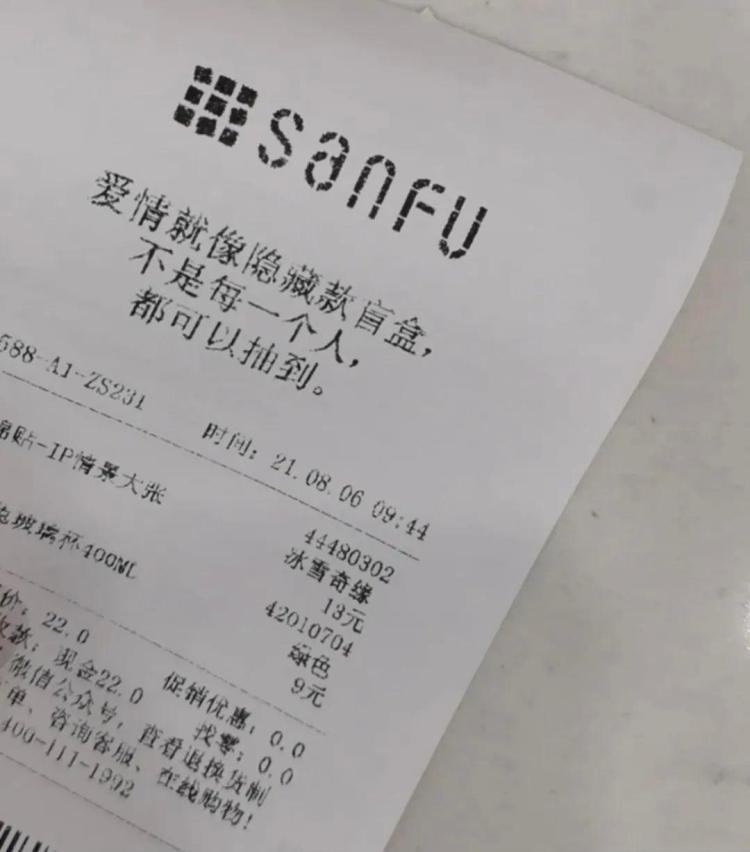 sanfu
爱情就像隐藏款盲盒，
不是每一个人，
都可以抽到。
588-A1-ZS231
时间：21.08.06 09:44
贴-IP情景大张
44480302
冰雪奇缘
13元
玻璃杯400ML
42010704
绿色
9元
价：22.0
促销优惠：0.0
收款：现金22.0
找零：0.0
微信公众号，查看退换货制
单、咨询客服、在线购物！
400-111-1992